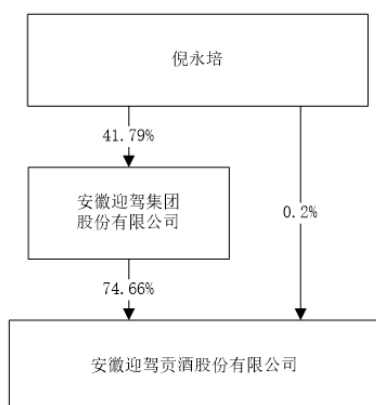 倪永培
41.79%
安徽迎驾集团
股份有限公司
0.2%
74.66%
安徽迎驾贡酒股份有限公司